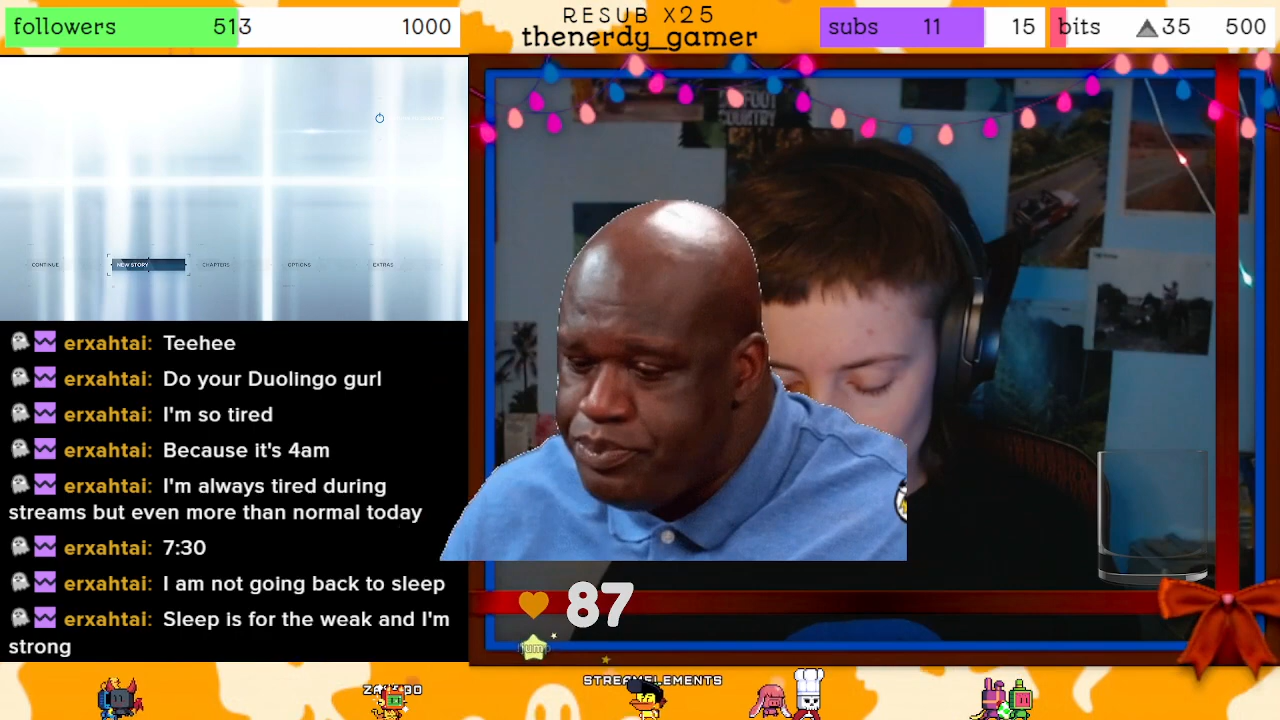 followers 513 1000
RESUB X25
thenerdy_gamer
subs 11 15
bits 35 500
COUNTRY
CONTINUE
NEW STORY
CHAPTERS
OPTIONS
EXTRAS
erxahtai: Teehee
erxahtai: Do your Duolingo gurl
erxahtai: I'm so tired
erxahtai: Because it's 4am
erxahtai: I'm always tired during
streams but even more than normal today
erxahtai: 7:30
erxahtai: I am not going back to sleep
erxahtai: Sleep is for the weak and I'm
strong
87
jump
STREAMELEMENTS